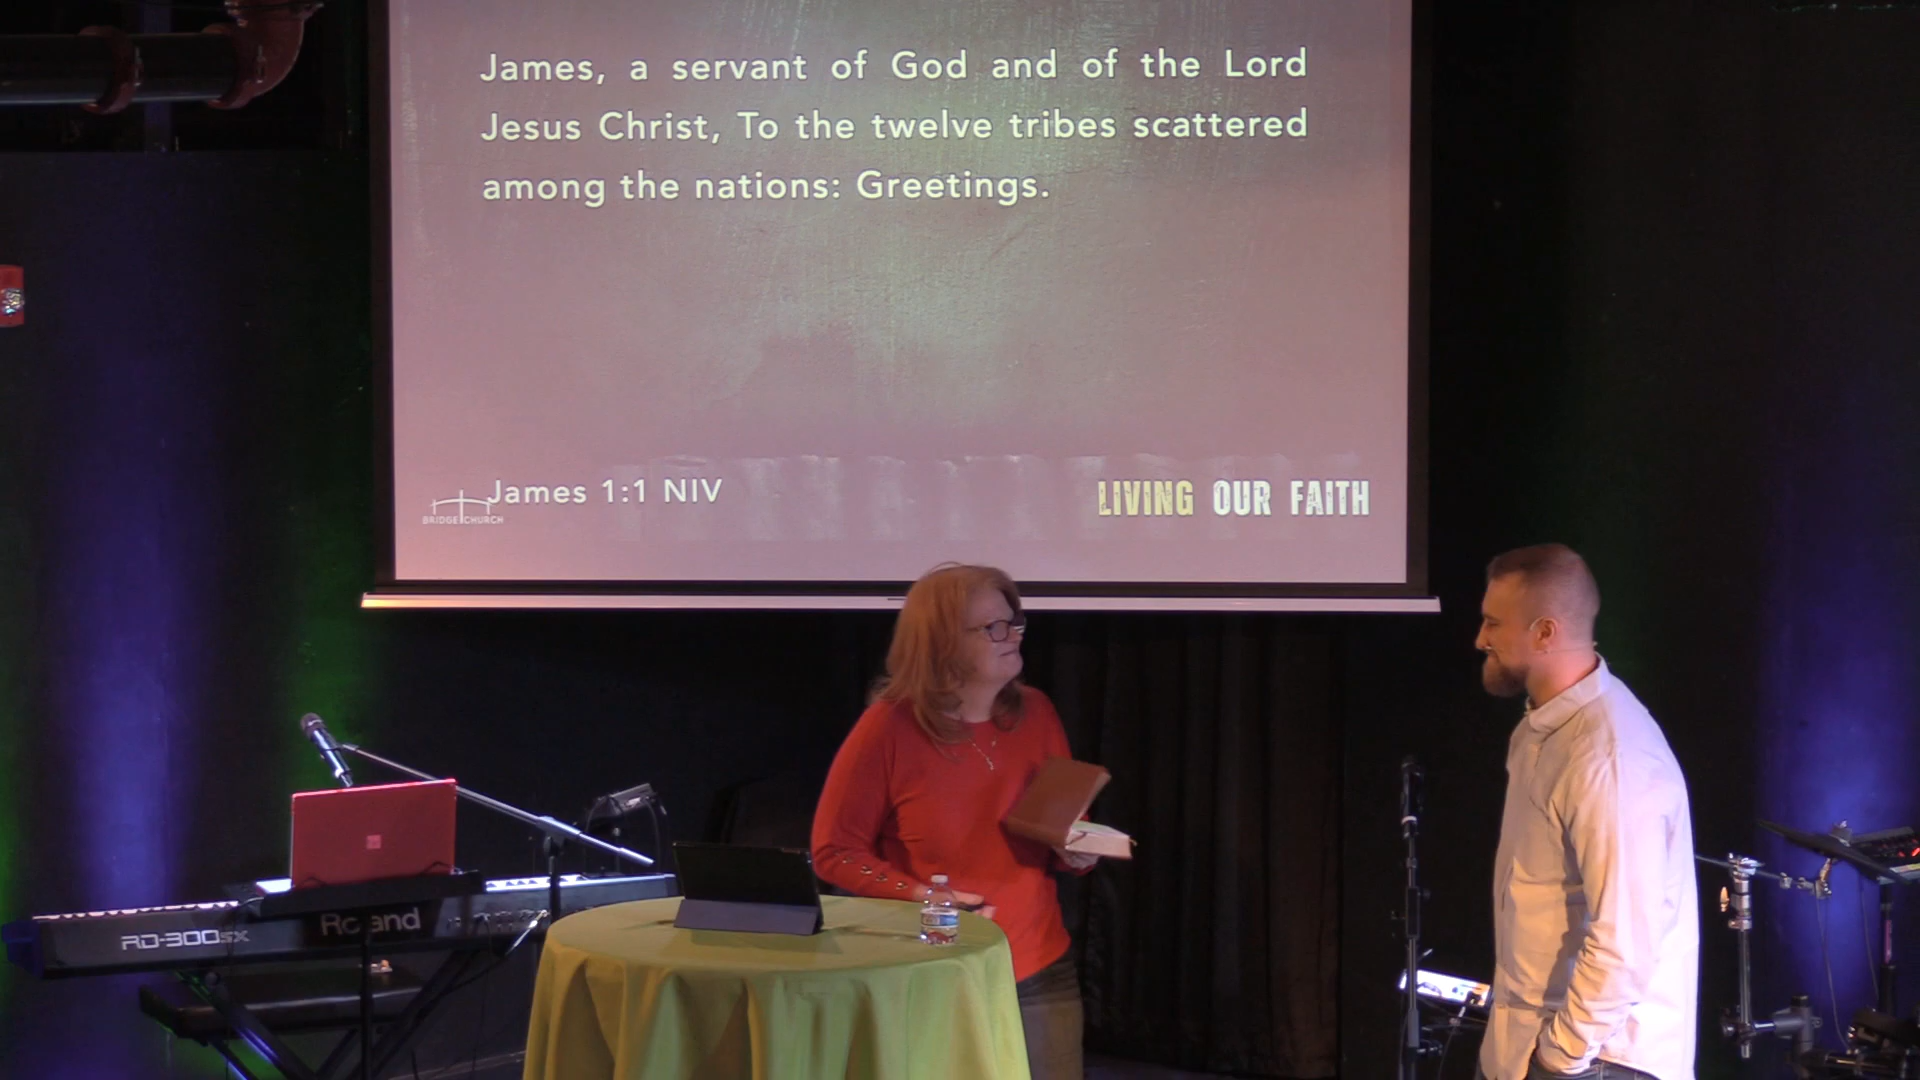 James, a servant of God and of the Lord
Jesus Christ, To the twelve tribes scattered
among the nations: Greetings.
James 1:1 NIV
BRIDGE CHURCH
LIVING OUR FAITH
Roland
RD-300SX